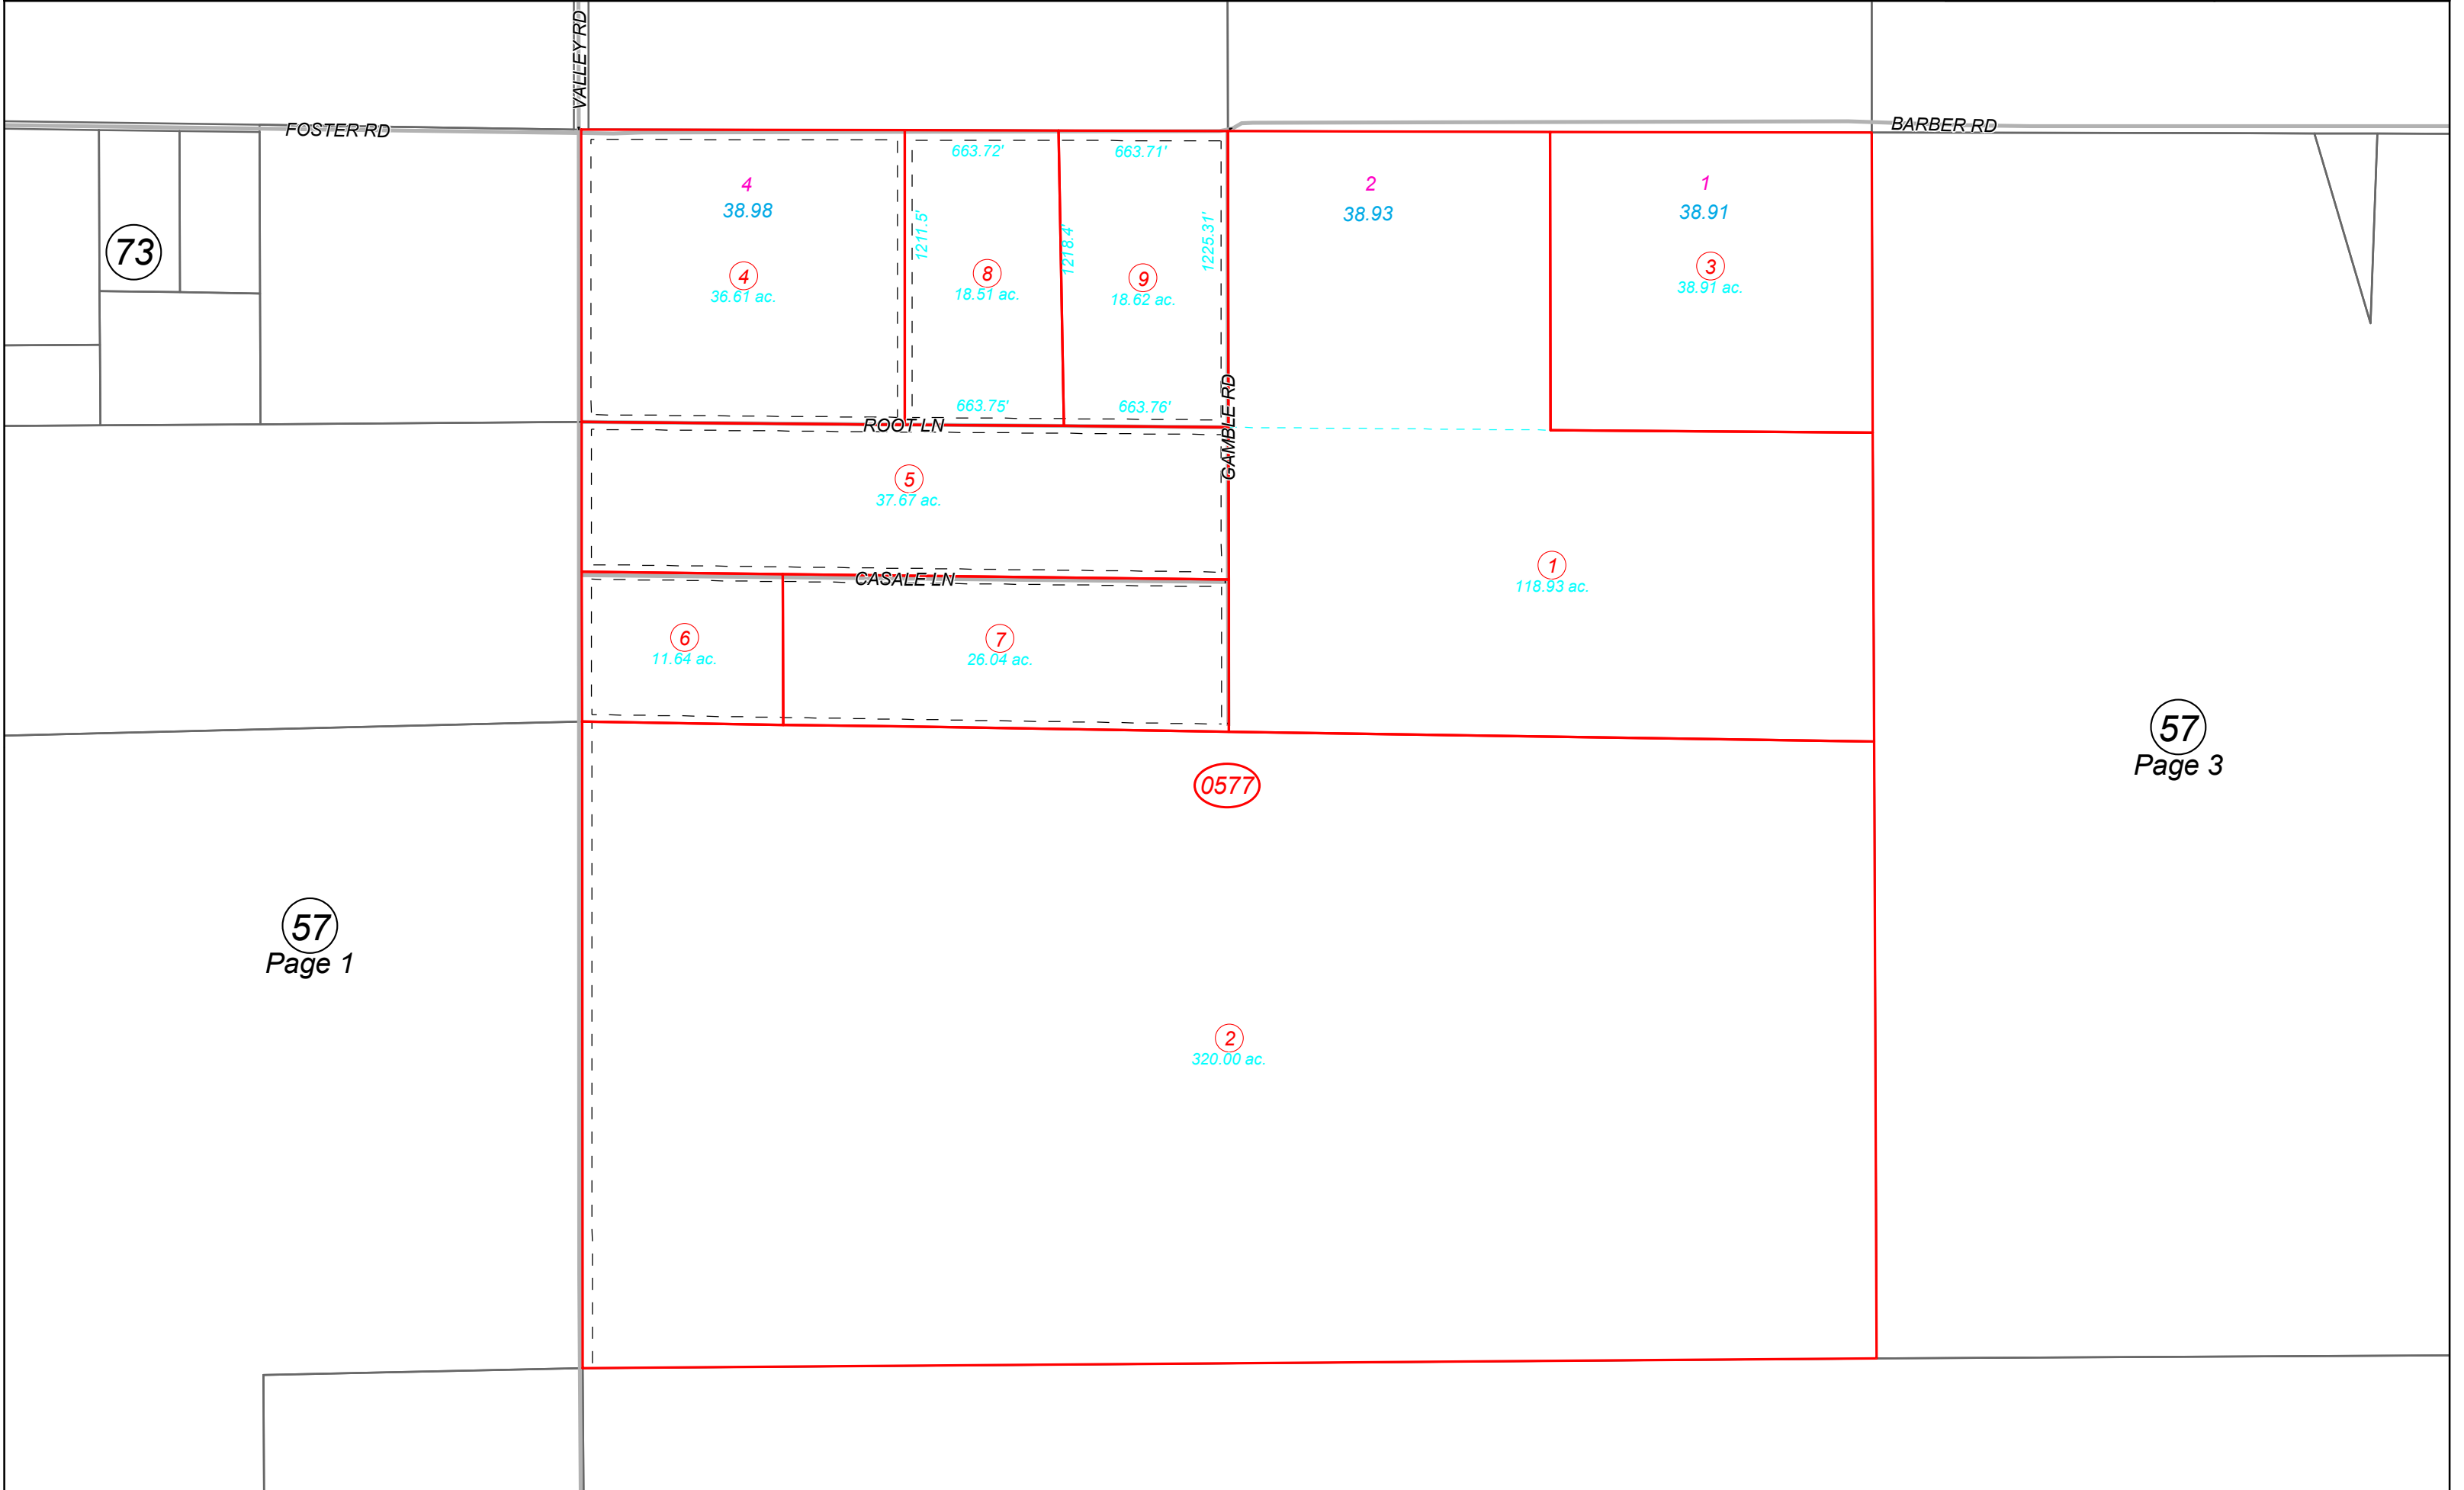 VALLEY RD
FOSTER RD
BARBER RD
663.72'
663.71'
4
38.98
2
38.93
1
38.91
73
1211.5'
1218.4'
1225.31'
4
36.61 ac.
8
18.51 ac.
9
18.62 ac.
3
38.91 ac.
663.75'
663.76'
ROOT LN
GAMBLE RD
5
37.67 ac.
CASALE LN
1
118.93 ac.
6
11.64 ac.
7
26.04 ac.
57
Page 3
0577
57
Page 1
2
320.00 ac.